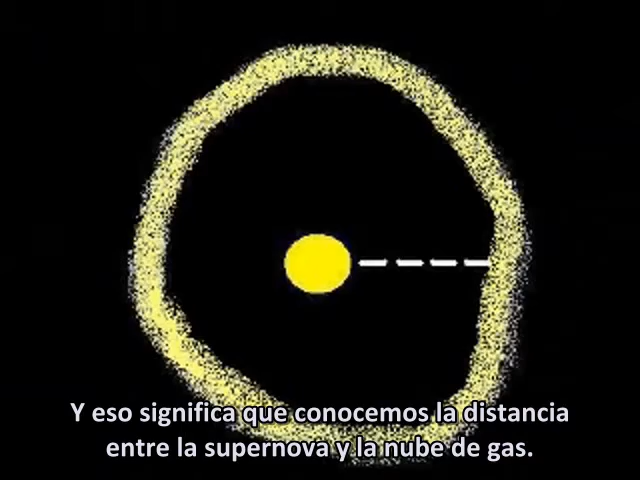 Y eso significa que conocemos la distancia
entre la supernova y la nube de gas.